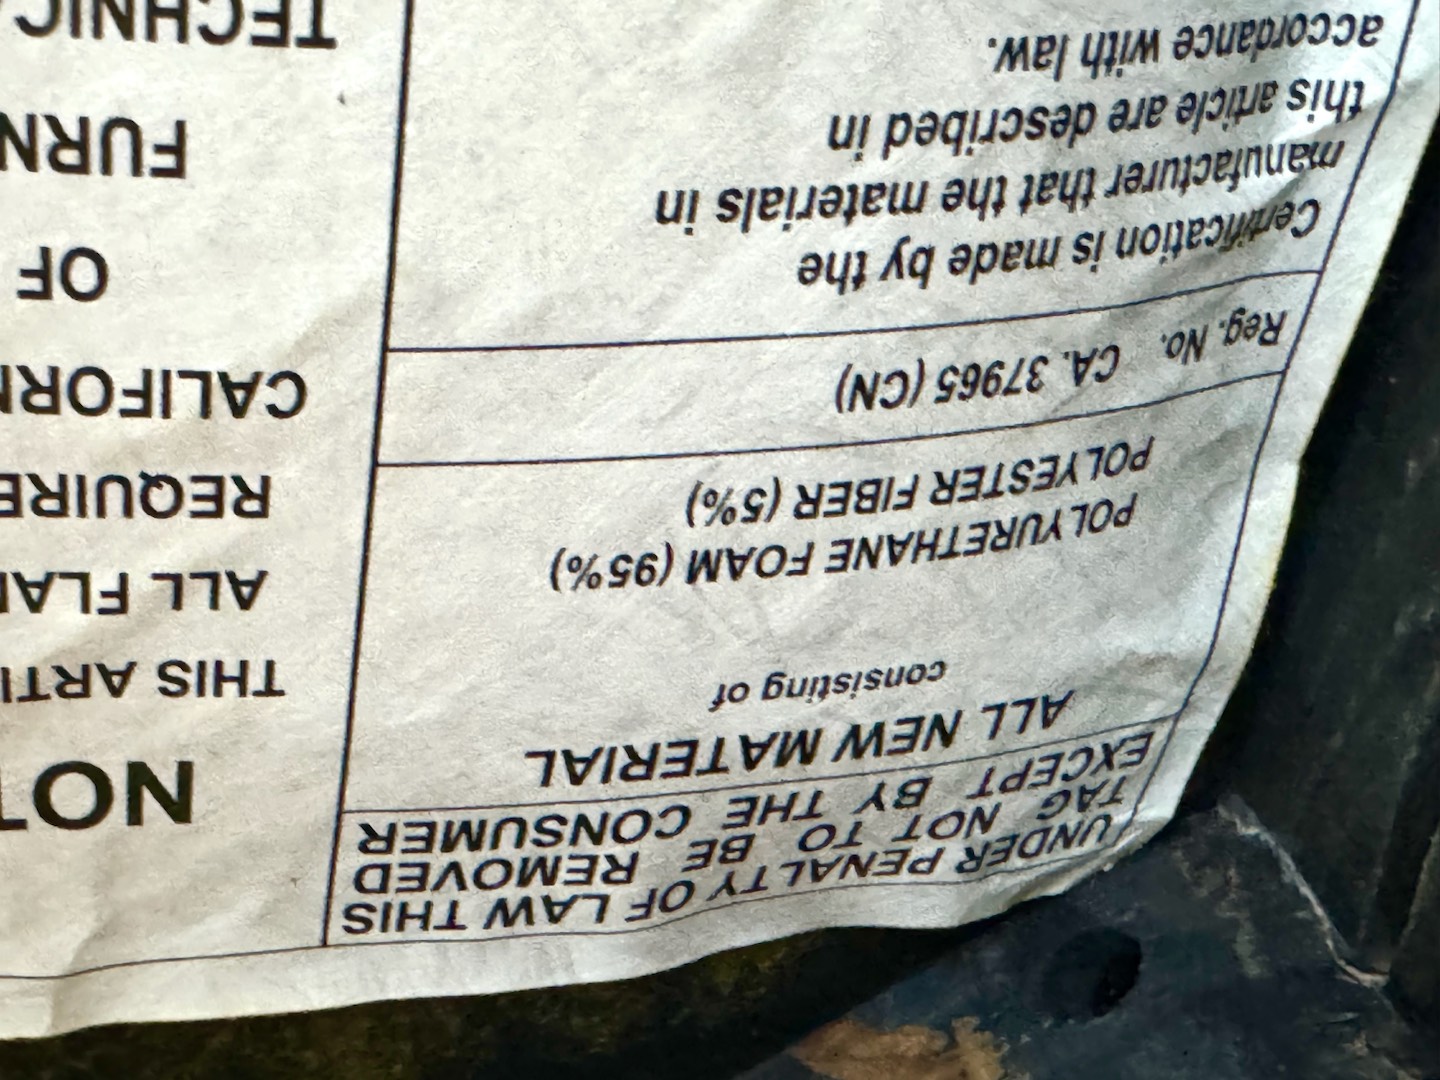 UNDER PENALTY OF LAW THIS
TAG NOT TO BE REMOVED
EXCEPT BY THE CONSUMER
ALL NEW MATERIAL
consisting of
POLYURETHANE FOAM (95%)
POLYESTER FIBER (5%)
Reg. No. CA. 37965 (CN)
Certification is made by the
manufacturer that the materials in
this article are described in
accordance with law.
NOT
THIS ARTI
ALL FLA
REQUIRE
CALIFORN
OF
FURN
TECHNIC